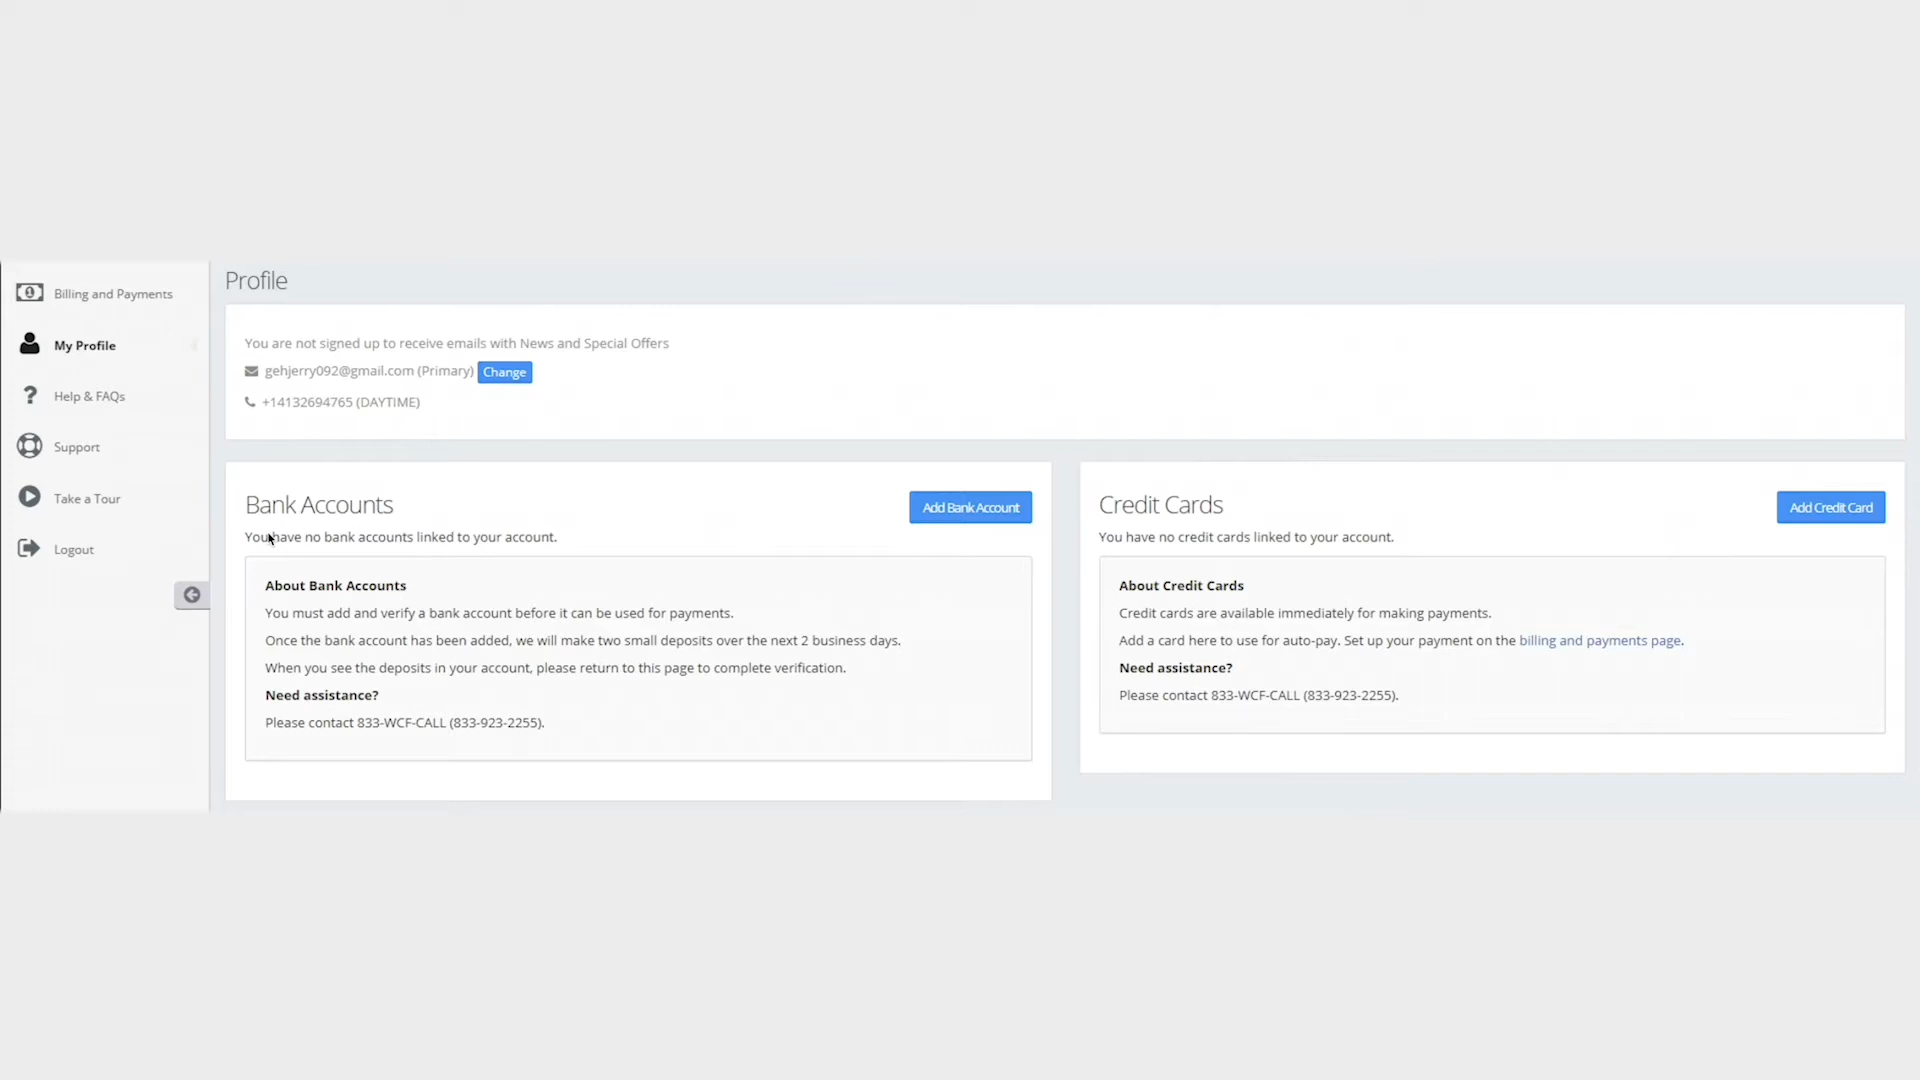 Billing and Payments
My Profile
Help & FAQs
Support
Take a Tour
Logout
Profile
You are not signed up to receive emails with News and Special Offers
gehjerry092@gmail.com (Primary) Change
+14132694765 (DAYTIME)
Bank Accounts
Add Bank Account
You have no bank accounts linked to your account.
About Bank Accounts
You must add and verify a bank account before it can be used for payments.
Once the bank account has been added, we will make two small deposits over the next 2 business days.
When you see the deposits in your account, please return to this page to complete verification.
Need assistance?
Please contact 833-WCF-CALL (833-923-2255).
Credit Cards
Add Credit Card
You have no credit cards linked to your account.
About Credit Cards
Credit cards are available immediately for making payments.
Add a card here to use for auto-pay. Set up your payment on the billing and payments page.
Need assistance?
Please contact 833-WCF-CALL (833-923-2255).